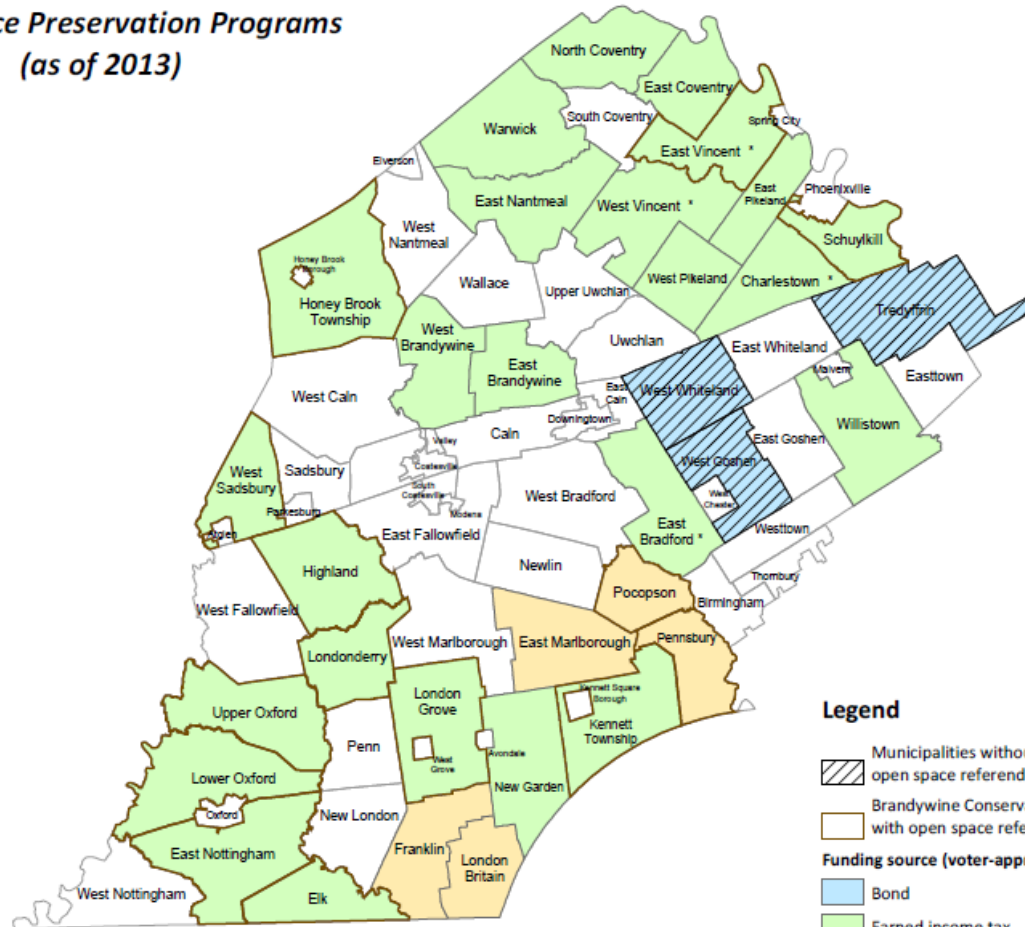 ce Preservation Programs
(as of 2013)
North Coventry
East Coventry
South Coventry
Spring City
Warwick
East Vincent *
Elverson
East
Pikeland
Phoenixville
East Nantmeal
West Vincent *
West
Nantmeal
Schuylkill
Honey Brook
Borough
West Pikeland
Charlestown *
Wallace
Upper Uwchlan
Honey Brook
Township
Tredyffrin
West
Brandywine
Uwchlan
East Whiteland
East
Brandywine
Malvern
Easttown
West Caln
East
Caln
West Whiteland
Downingtown
Willistown
Caln
Valley
East Goshen
West
Sadsbury
Sadsbury
Coatesville
West Goshen
South
Coatesville
West Bradford
West
Chester
Parkesburg
Modena
Atglen
East Fallowfield
East
Bradford *
Westtown
Highland
Newlin
Thornbury
Pocopson
Birmingham
West Fallowfield
West Marlborough
East Marlborough
Pennsbury
Londonderry
London
Grove
Kennett Square
Borough
Upper Oxford
Kennett
Township
Penn
Avondale
West
Grove
Lower Oxford
New Garden
Oxford
New London
East Nottingham
Franklin
London
Britain
West Nottingham
Elk
Legend
Municipalities witho
open space referend
Brandywine Conserva
with open space refe
Funding source (voter-appr
Bond
Earned income tax